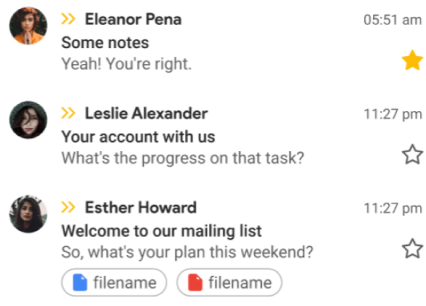 Eleanor Pena 05:51 am
Some notes
Yeah! You're right.
Leslie Alexander 11:27 pm
Your account with us
What's the progress on that task?
Esther Howard 11:27 pm
Welcome to our mailing list
So, what's your plan this weekend?
filename filename